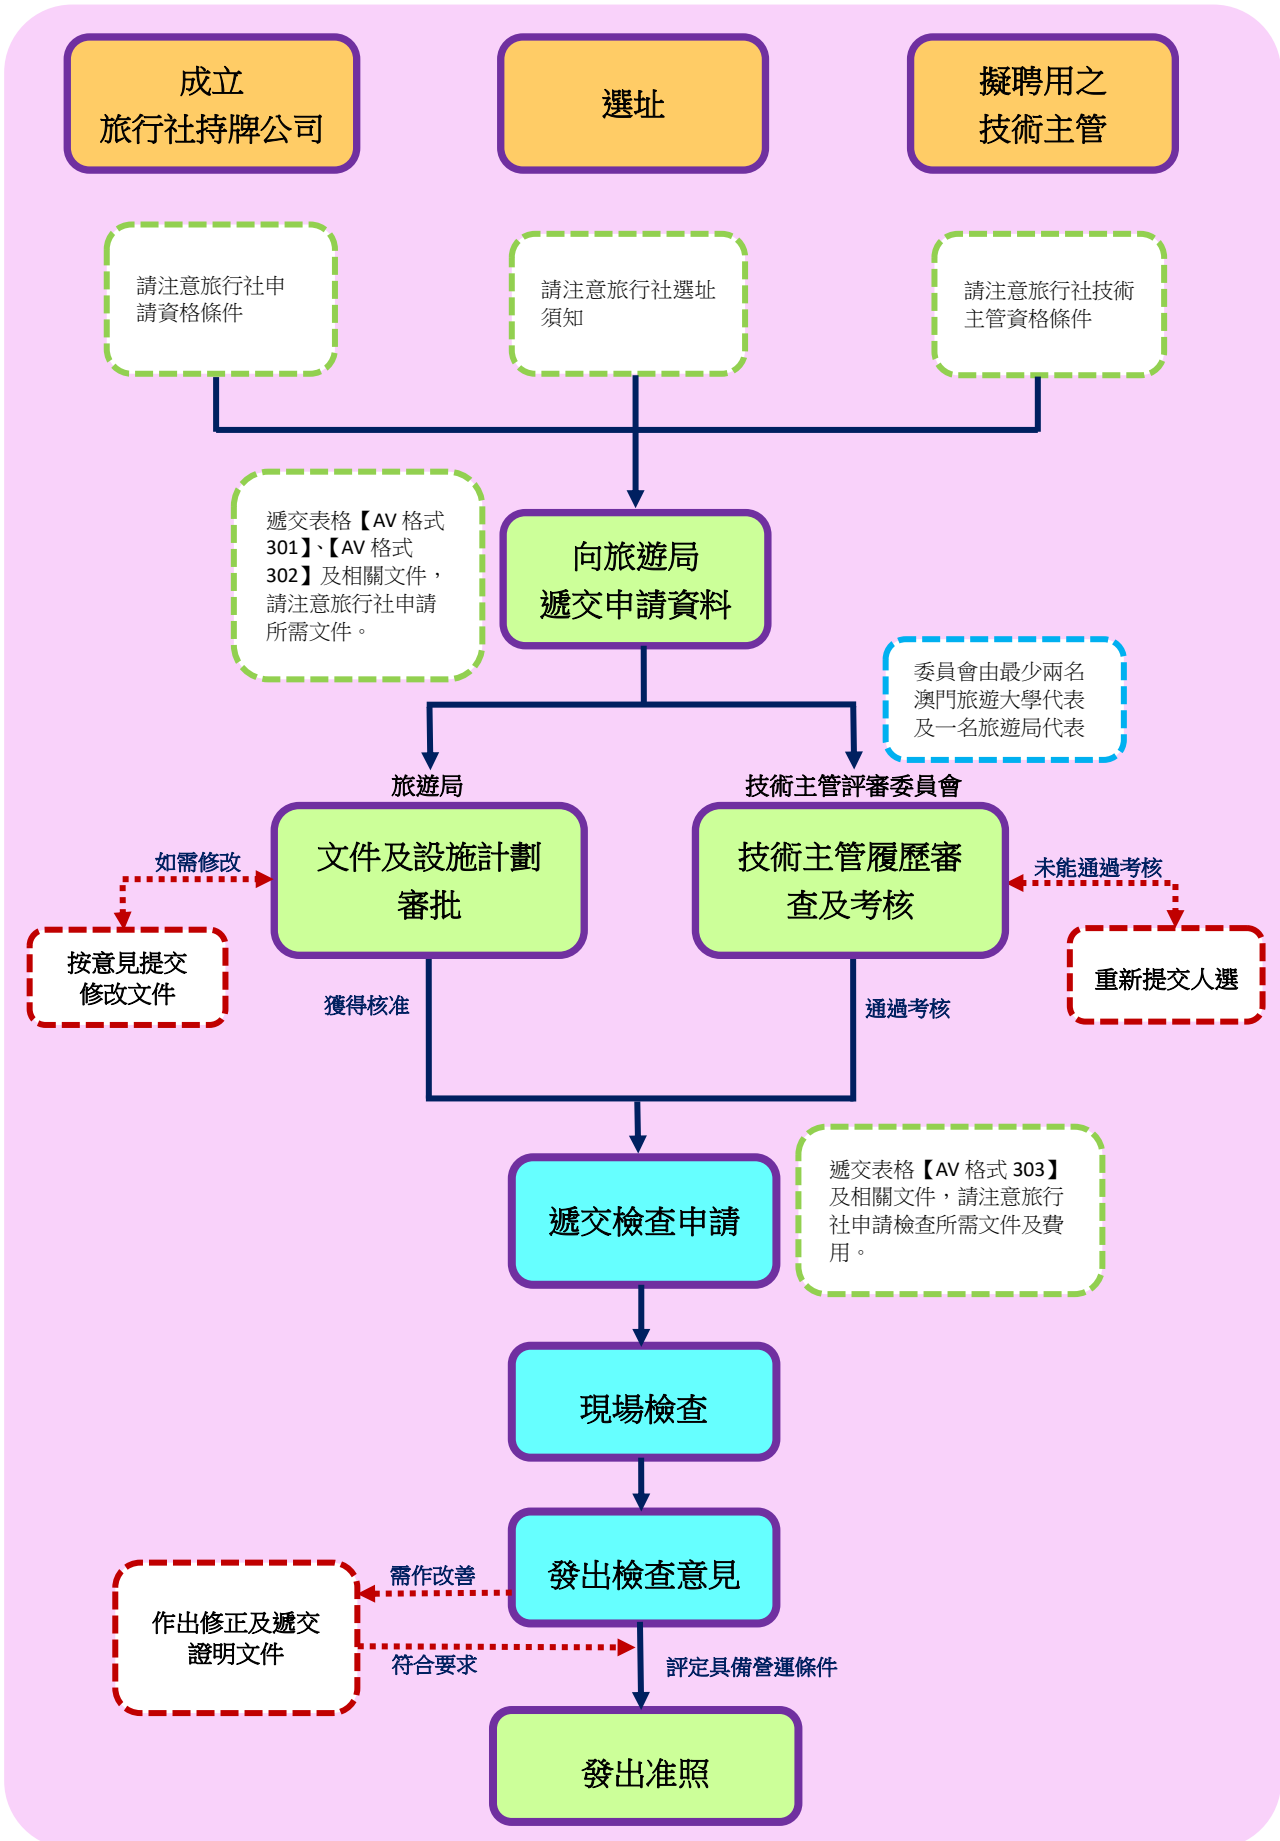 成立
旅行社持牌公司
選址
擬聘用之
技術主管
請注意旅行社申
請資格條件
請注意旅行社選址
須知
請注意旅行社技術
主管資格條件
遞交表格【AV 格式
301】、【AV 格式
302】及相關文件，
請注意旅行社申請
所需文件。
向旅遊局
遞交申請資料
委員會由最少兩名
澳門旅遊大學代表
及一名旅遊局代表
旅遊局
技術主管評審委員會
文件及設施計劃
審批
技術主管履歷審
查及考核
如需修改
未能通過考核
按意見提交
修改文件
重新提交人選
獲得核准
通過考核
遞交檢查申請
遞交表格【AV 格式 303】
及相關文件，請注意旅行
社申請檢查所需文件及費
用。
現場檢查
發出檢查意見
需作改善
作出修正及遞交
證明文件
符合要求
評定具備營運條件
發出准照